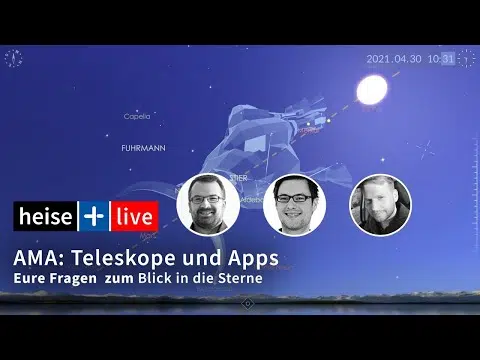 2021.04.30 10:31
Capella
FUHRMANN
STIER
heise + live
AMA: Teleskope und Apps
Eure Fragen zum Blick in die Sterne